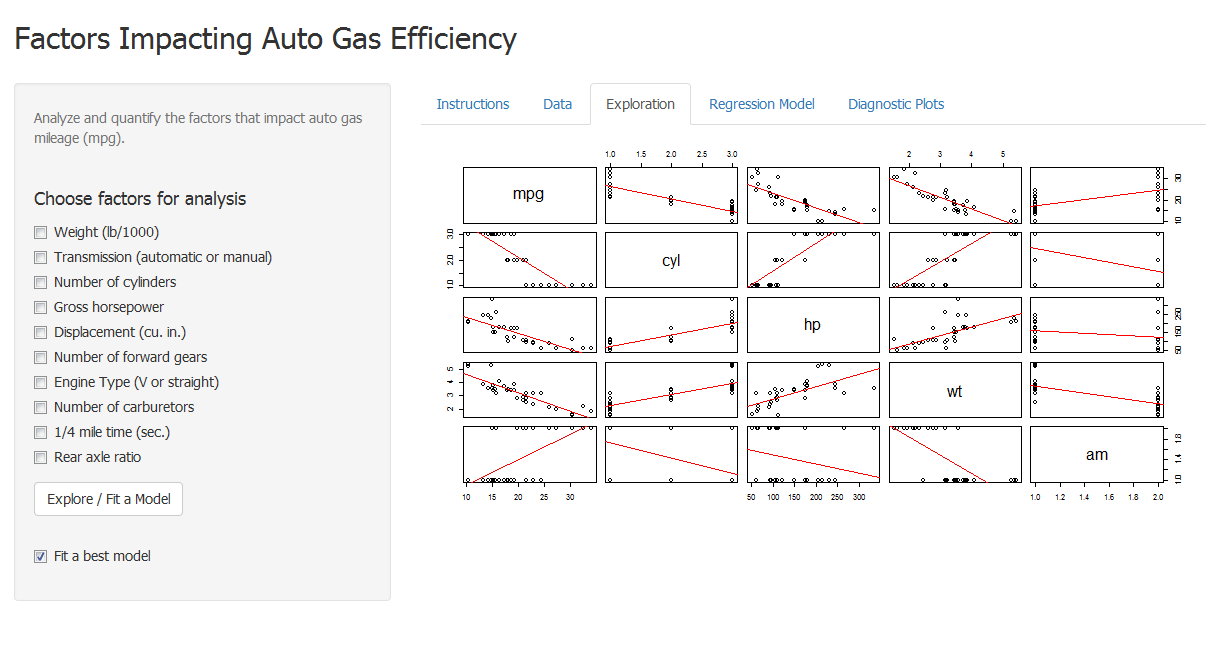 Factors Impacting Auto Gas Efficiency
Instructions Data Exploration Regression Model Diagnostic Plots
Analyze and quantify the factors that impact auto gas
mileage (mpg).
Choose factors for analysis
Weight (lb/1000)
Transmission (automatic or manual)
Number of cylinders
Gross horsepower
Displacement (cu. in.)
Number of forward gears
Engine Type (V or straight)
Number of carburetors
1/4 mile time (sec.)
Rear axle ratio
Explore / Fit a Model
Fit a best model
1.0 1.5 2.0 2.5 3.0 2 3 4 5
mpg
10 20 30
1.0 2.0 3.0
cyl
hp
50 150 250
2 3 4 5
wt
am
1.0 1.4 1.8
10 15 20 25 30 50 100 150 200 250 300 1.0 1.2 1.4 1.6 1.8 2.0